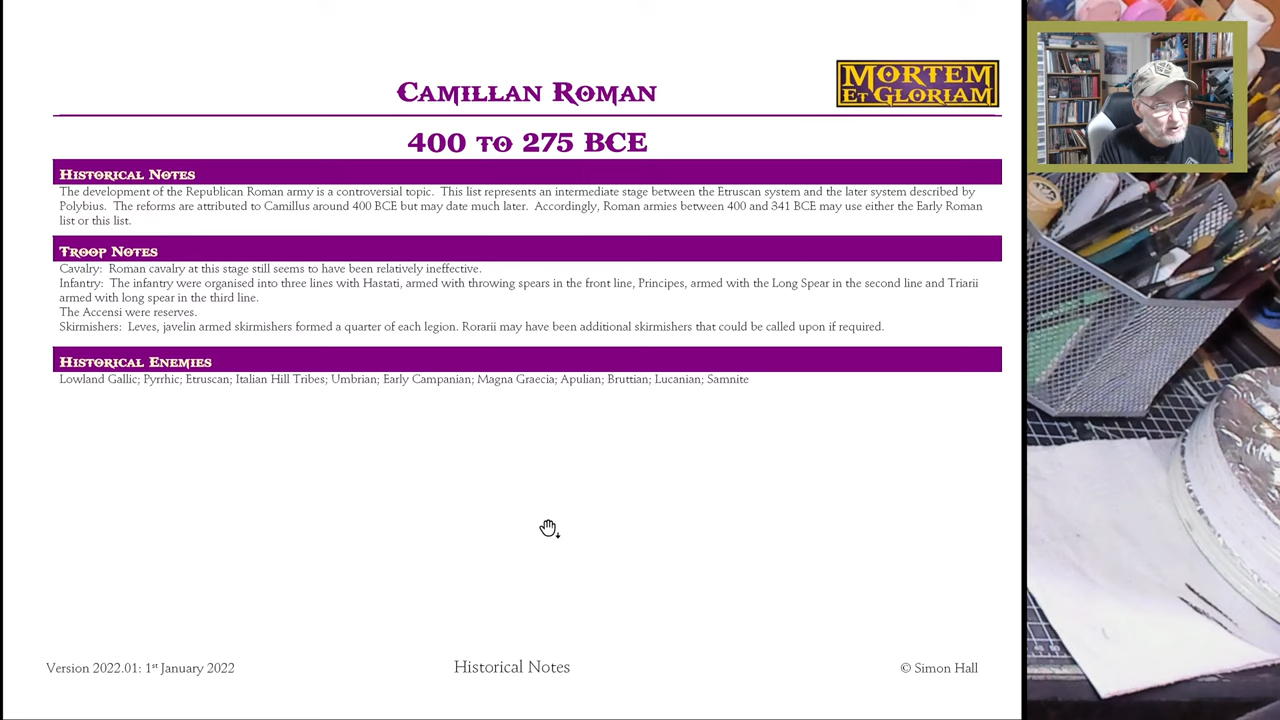 Camillan Roman
Mortem
Et Gloriam
400 to 275 BCE
Historical Notes
The development of the Republican Roman army is a controversial topic. This list represents an intermediate stage between the Etruscan system and the later system described by
Polybius. The reforms are attributed to Camillus around 400 BCE but may date much later. Accordingly, Roman armies between 400 and 341 BCE may use either the Early Roman
list or this list.
Troop Notes
Cavalry: Roman cavalry at this stage still seems to have been relatively ineffective.
Infantry: The infantry were organised into three lines with Hastati, armed with throwing spears in the front line, Principes, armed with the Long Spear in the second line and Triarii
armed with long spear in the third line.
The Accensi were reserves.
Skirmishers: Leves, javelin armed skirmishers formed a quarter of each legion. Rorarii may have been additional skirmishers that could be called upon if required.
Historical Enemies
Lowland Gallic; Pyrrhic; Etruscan; Italian Hill Tribes; Umbrian; Early Campanian; Magna Graecia; Apulian; Bruttian; Lucanian; Samnite
Version 2022.01: 1st January 2022
Historical Notes
© Simon Hall